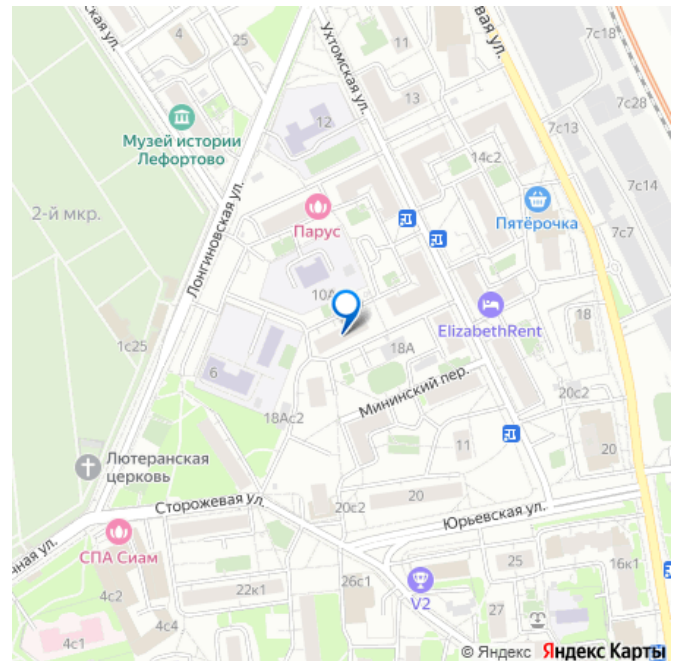 ская ул.
4
25
Ухтомская ул.
11
вая ул.
7с18
13
7с28
12
7с13
Музей истории
Лефортово
14с2
7с14
2-й мкр.
Лонгиновская ул.
Парус
Пятёрочка
7с7
10А
ElizabethRent
18
1с25
18А
6
Мининский пер.
20с2
18Ас2
11
20
Лютеранская
церковь
Сторожевая ул.
20с2
20
Юрьевская ул.
чная ул.
СПА Сиам
25
16к1
4с2
22к1
26с1
V2
27
4с4
4с1
© Яндекс Яндекс Карты